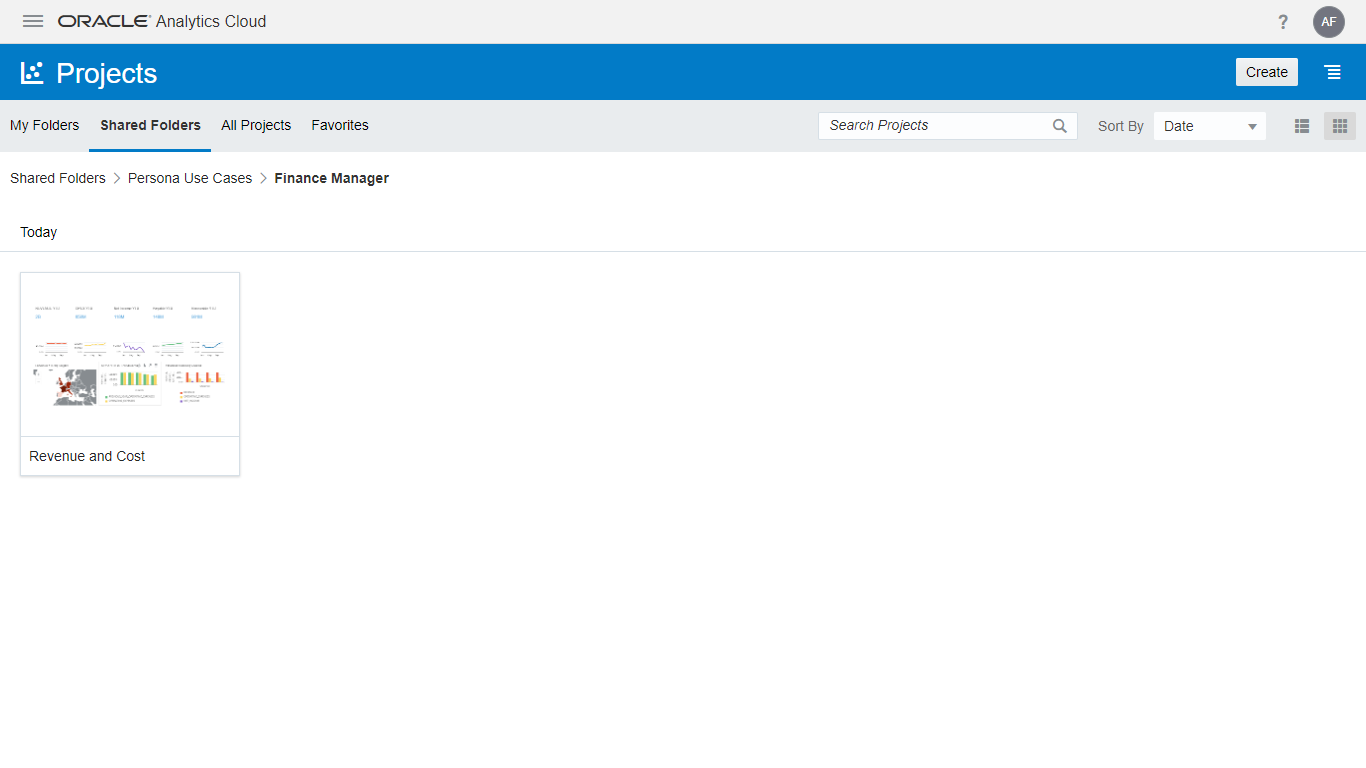 ORACLE Analytics Cloud
?
AF
Projects
Create
My Folders Shared Folders All Projects Favorites
Search Projects
Sort By
Date
Shared Folders > Persona Use Cases > Finance Manager
Today
Revenue and Cost